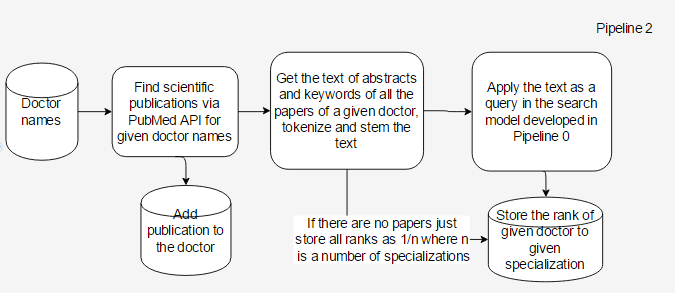 Pipeline 2
Doctor
names
Find scientific
publications via
PubMed API for
given doctor names
Get the text of abstracts
and keywords of all the
papers of a given doctor,
tokenize and stem the
text
Apply the text as a
query in the search
model developed in
Pipeline 0
Add
publication to
the doctor
If there are no papers just
store all ranks as 1/n where n
is a number of specializations
Store the rank of
given doctor to
given
specialization